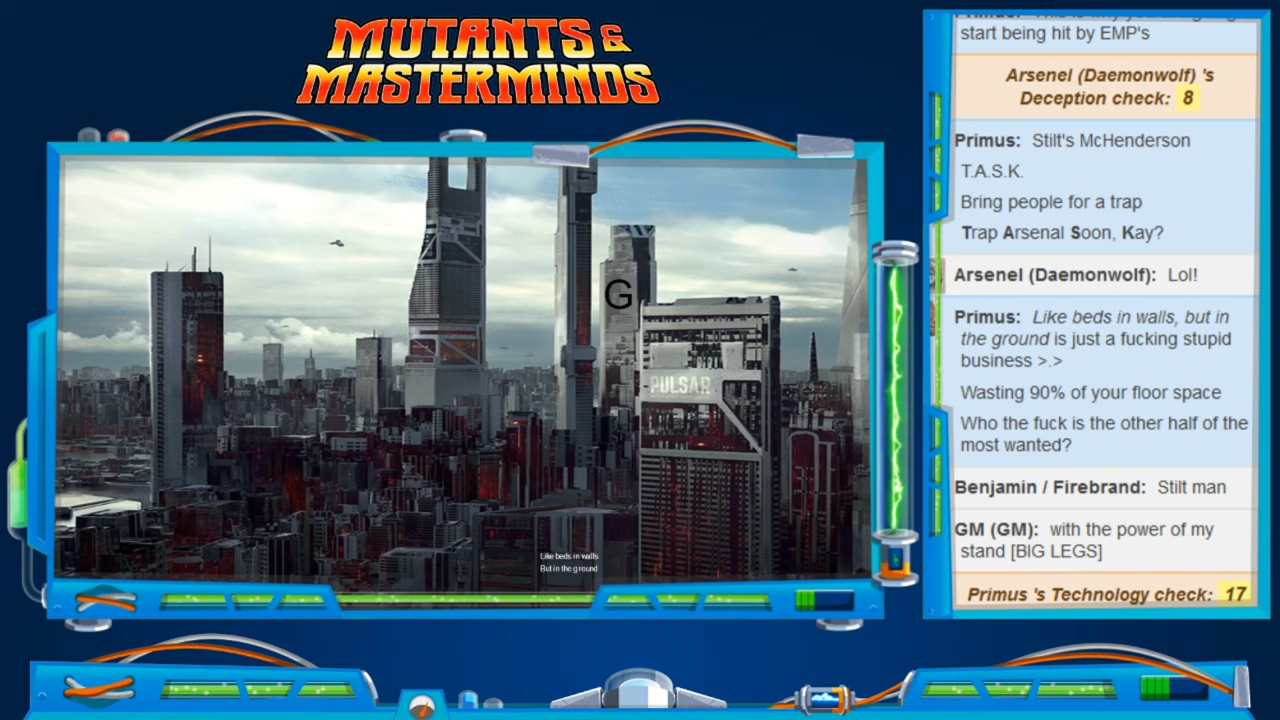 MUTANTS &
MASTERMINDS
G
PULSAR
Like beds in walls
But in the ground
start being hit by EMP's
Arsenel (Daemonwolf) 's
Deception check: 8
Primus: Stilt's McHenderson
T.A.S.K.
Bring people for a trap
Trap Arsenal Soon, Kay?
Arsenel (Daemonwolf): Lol!
Primus: Like beds in walls, but in
the ground is just a fucking stupid
business >.>
Wasting 90% of your floor space
Who the fuck is the other half of the
most wanted?
Benjamin / Firebrand: Stilt man
GM (GM): with the power of my
stand [BIG LEGS]
Primus 's Technology check: 17